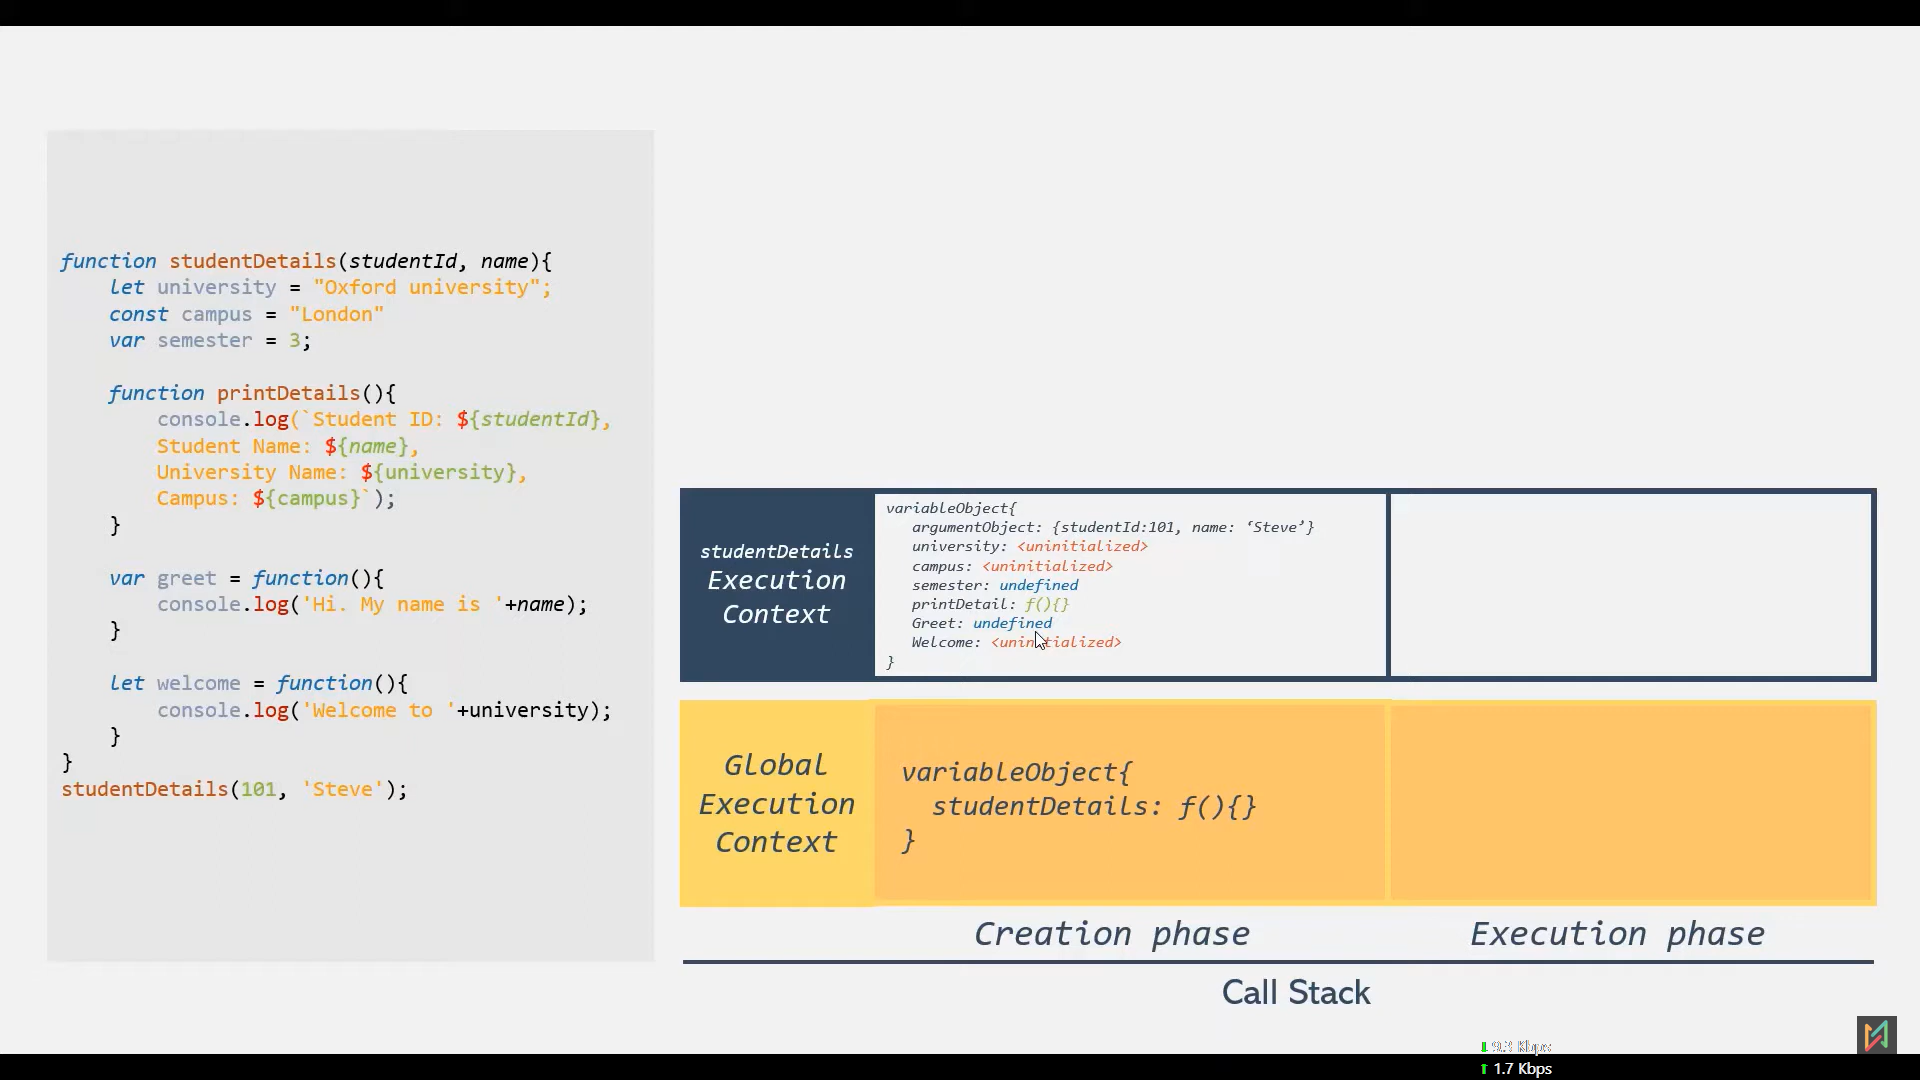 function studentDetails(studentId, name){
let university = "Oxford university";
const campus = "London"
var semester = 3;
function printDetails(){
console.log(`Student ID: ${studentId},
Student Name: ${name},
University Name: ${university},
Campus: ${campus}`);
}
var greet = function(){
console.log('Hi. My name is '+name);
}
let welcome = function(){
console.log('Welcome to '+university);
}
}
studentDetails(101, 'Steve');
studentDetails
Execution
Context
variableObject{
argumentObject: {studentId:101, name: ‘Steve’}
university: <uninitialized>
campus: <uninitialized>
semester: undefined
printDetail: f(){}
Greet: undefined
Welcome: <uninitialized>
}
Global
Execution
Context
variableObject{
studentDetails: f(){}
}
Creation phase
Execution phase
Call Stack
1.7 Kbps